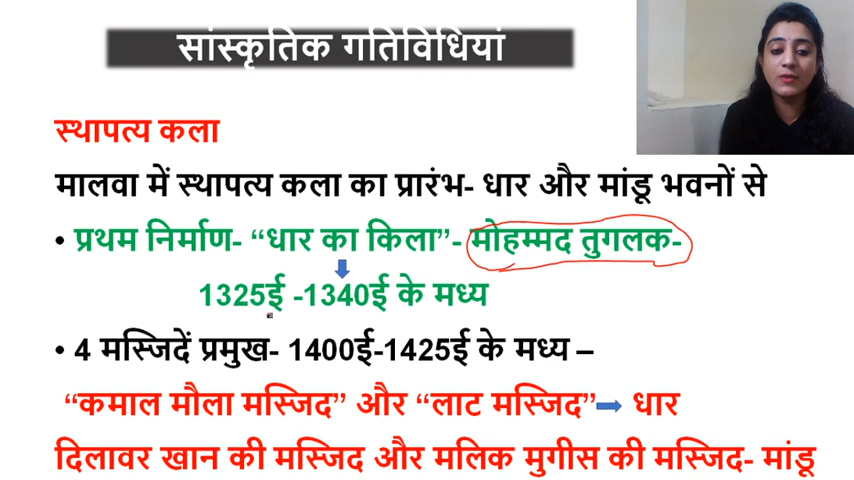 सांस्कृतिक गतिविधियां
स्थापत्य कला
मालवा में स्थापत्य कला का प्रारंभ- धार और मांडू भवनों से
• प्रथम निर्माण- “धार का किला”- मोहम्मद तुगलक-
1325ई -1340ई के मध्य
• 4 मस्जिदें प्रमुख- 1400ई-1425ई के मध्य –
“कमाल मौला मस्जिद” और “लाट मस्जिद” धार
दिलावर खान की मस्जिद और मलिक मुगीस की मस्जिद- मांडू